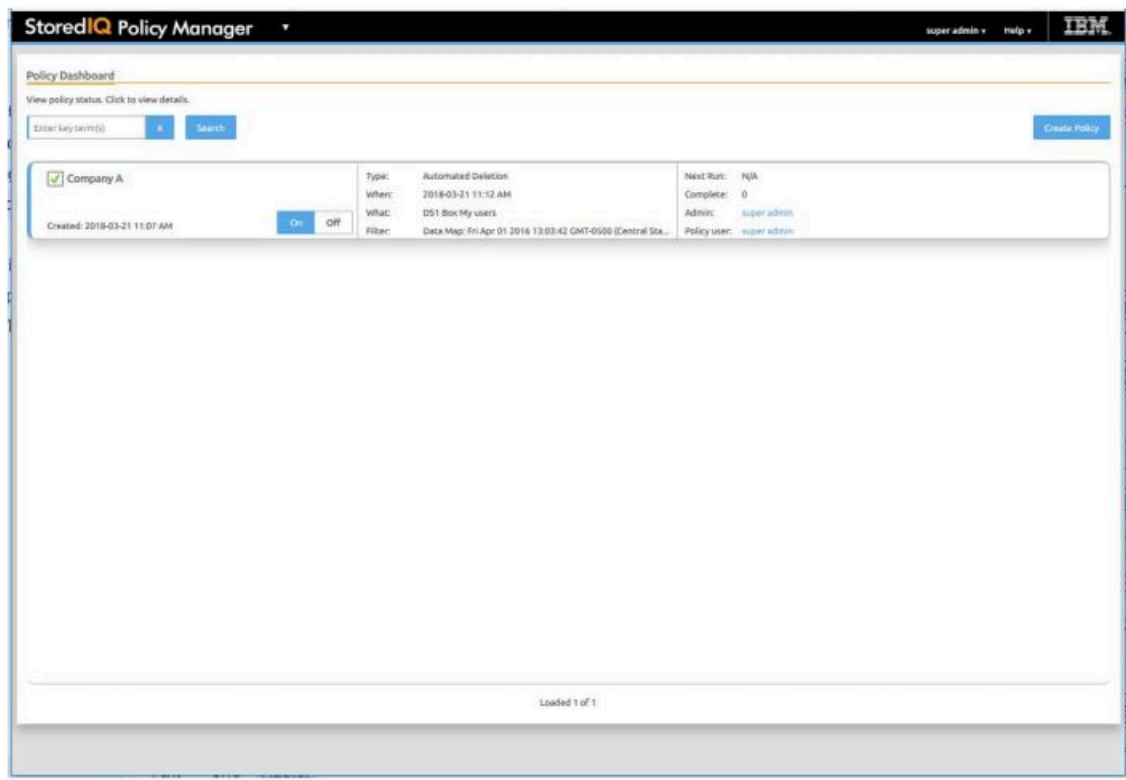 StoredIQ Policy Manager ▼ super admin ▾ Help ▾ IBM
Policy Dashboard
View policy status. Click to view details.
Enter key term(s) X Search Create Policy
Company A
Created: 2018-03-21 11:07 AM
On Off
Type: Automated Deletion
When: 2018-03-21 11:12 AM
What: DS1 Box My users
Filter: Data Map: Fri Apr 01 2016 13:03:42 GMT-0500 (Central Sta...
Next Run: N/A
Complete: 0
Admin: super admin
Policy user: super admin
Loaded 1 of 1